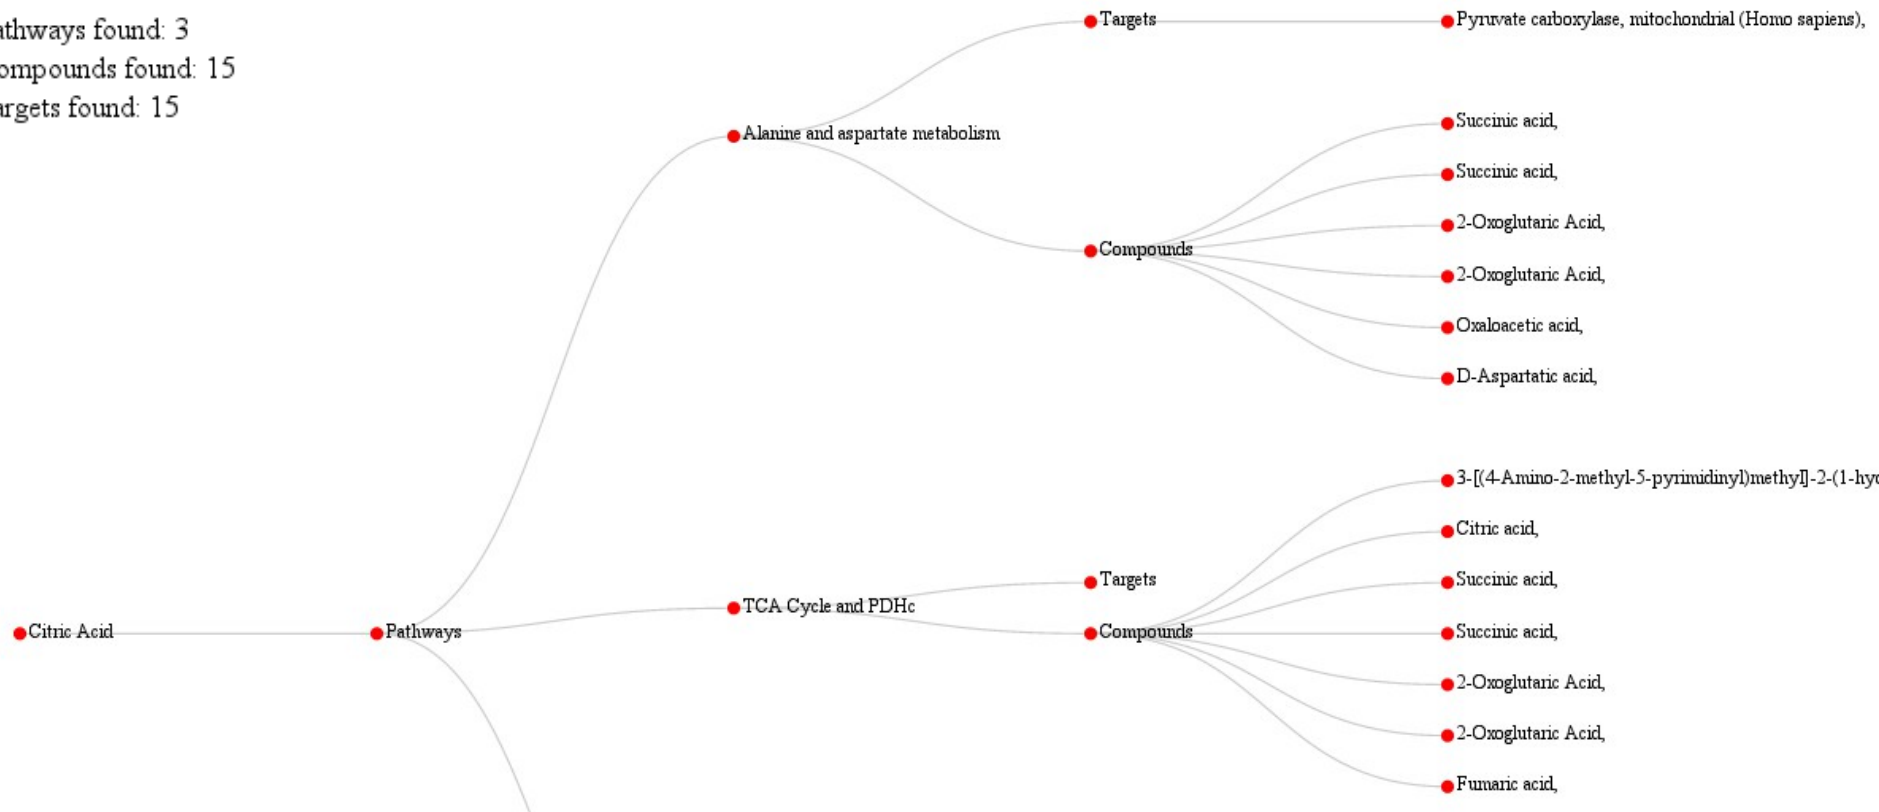 athways found: 3
ompounds found: 15
argets found: 15
Targets
Pyruvate carboxylase, mitochondrial (Homo sapiens),
Alanine and aspartate metabolism
Succinic acid,
Succinic acid,
2-Oxoglutaric Acid,
Compounds
2-Oxoglutaric Acid,
Oxaloacetic acid,
D-Aspartatic acid,
3-[(4-Amino-2-methyl-5-pyrimidinyl)methyl]-2-(1-hyd
Citric acid,
Targets
Succinic acid,
TCA Cycle and PDHc
Citric Acid
Pathways
Compounds
Succinic acid,
2-Oxoglutaric Acid,
2-Oxoglutaric Acid,
Fumaric acid,